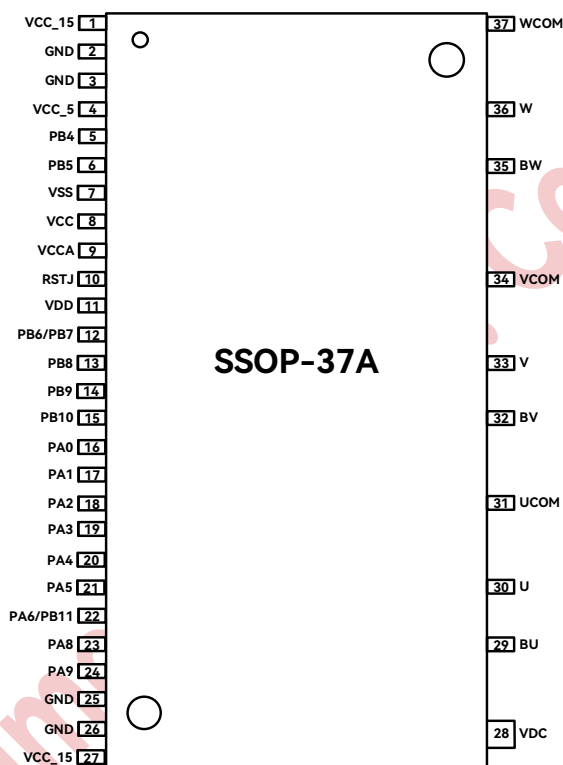 VCC_15 1
GND 2
GND 3
VCC_5 4
PB4 5
PB5 6
VSS 7
VCC 8
VCCA 9
RSTJ 10
VDD 11
PB6/PB7 12
PB8 13
PB9 14
PB10 15
PA0 16
PA1 17
PA2 18
PA3 19
PA4 20
PA5 21
PA6/PB11 22
PA8 23
PA9 24
GND 25
GND 26
VCC_15 27
SSOP-37A
37 WCOM
36 W
35 BW
34 VCOM
33 V
32 BV
31 UCOM
30 U
29 BU
28 VDC